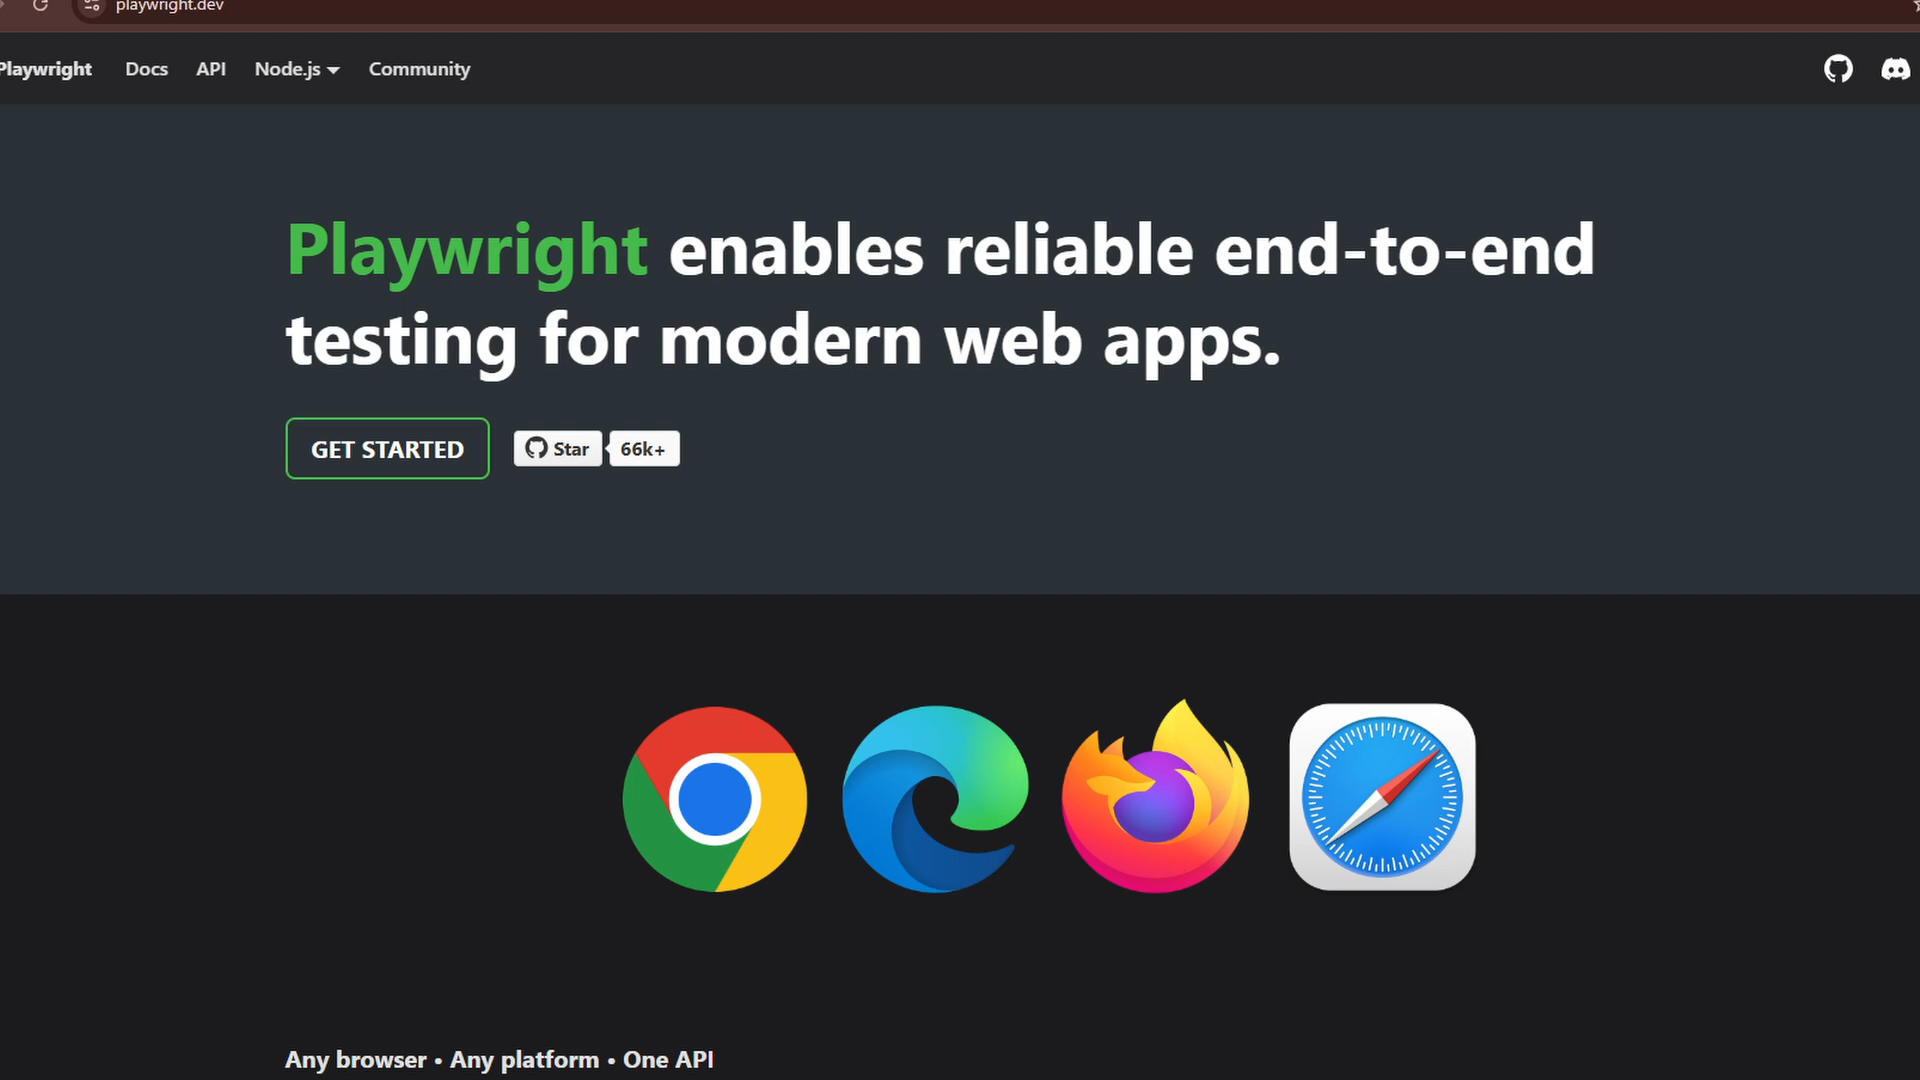 playwright.dev
Playwright Docs API Node.js Community
Playwright enables reliable end-to-end
testing for modern web apps.
GET STARTED Star 66k+
Any browser • Any platform • One API